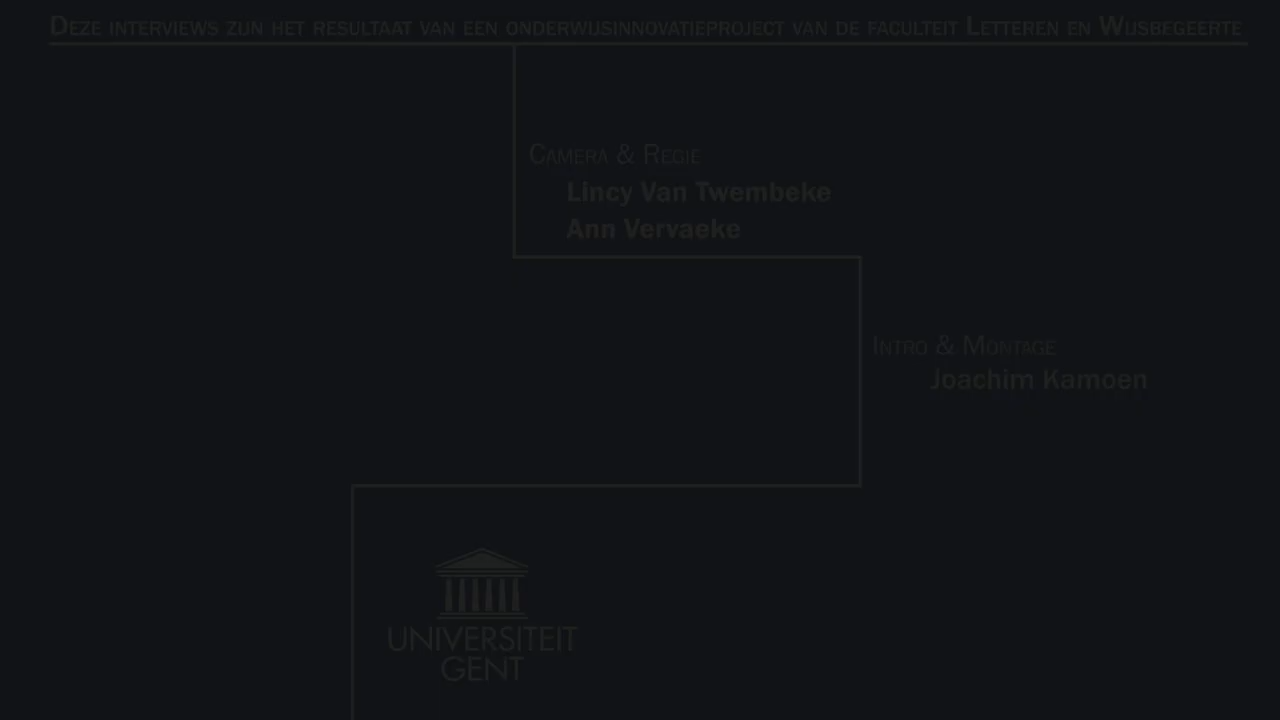 Deze interviews zijn het resultaat van een onderwijsinnovatieproject van de faculteit Letteren en Wijsbegeerte
Camera & Regie
Lincy Van Twembeke
Ann Vervaeke
Intro & Montage
Joachim Kamoen
UNIVERSITEIT
GENT